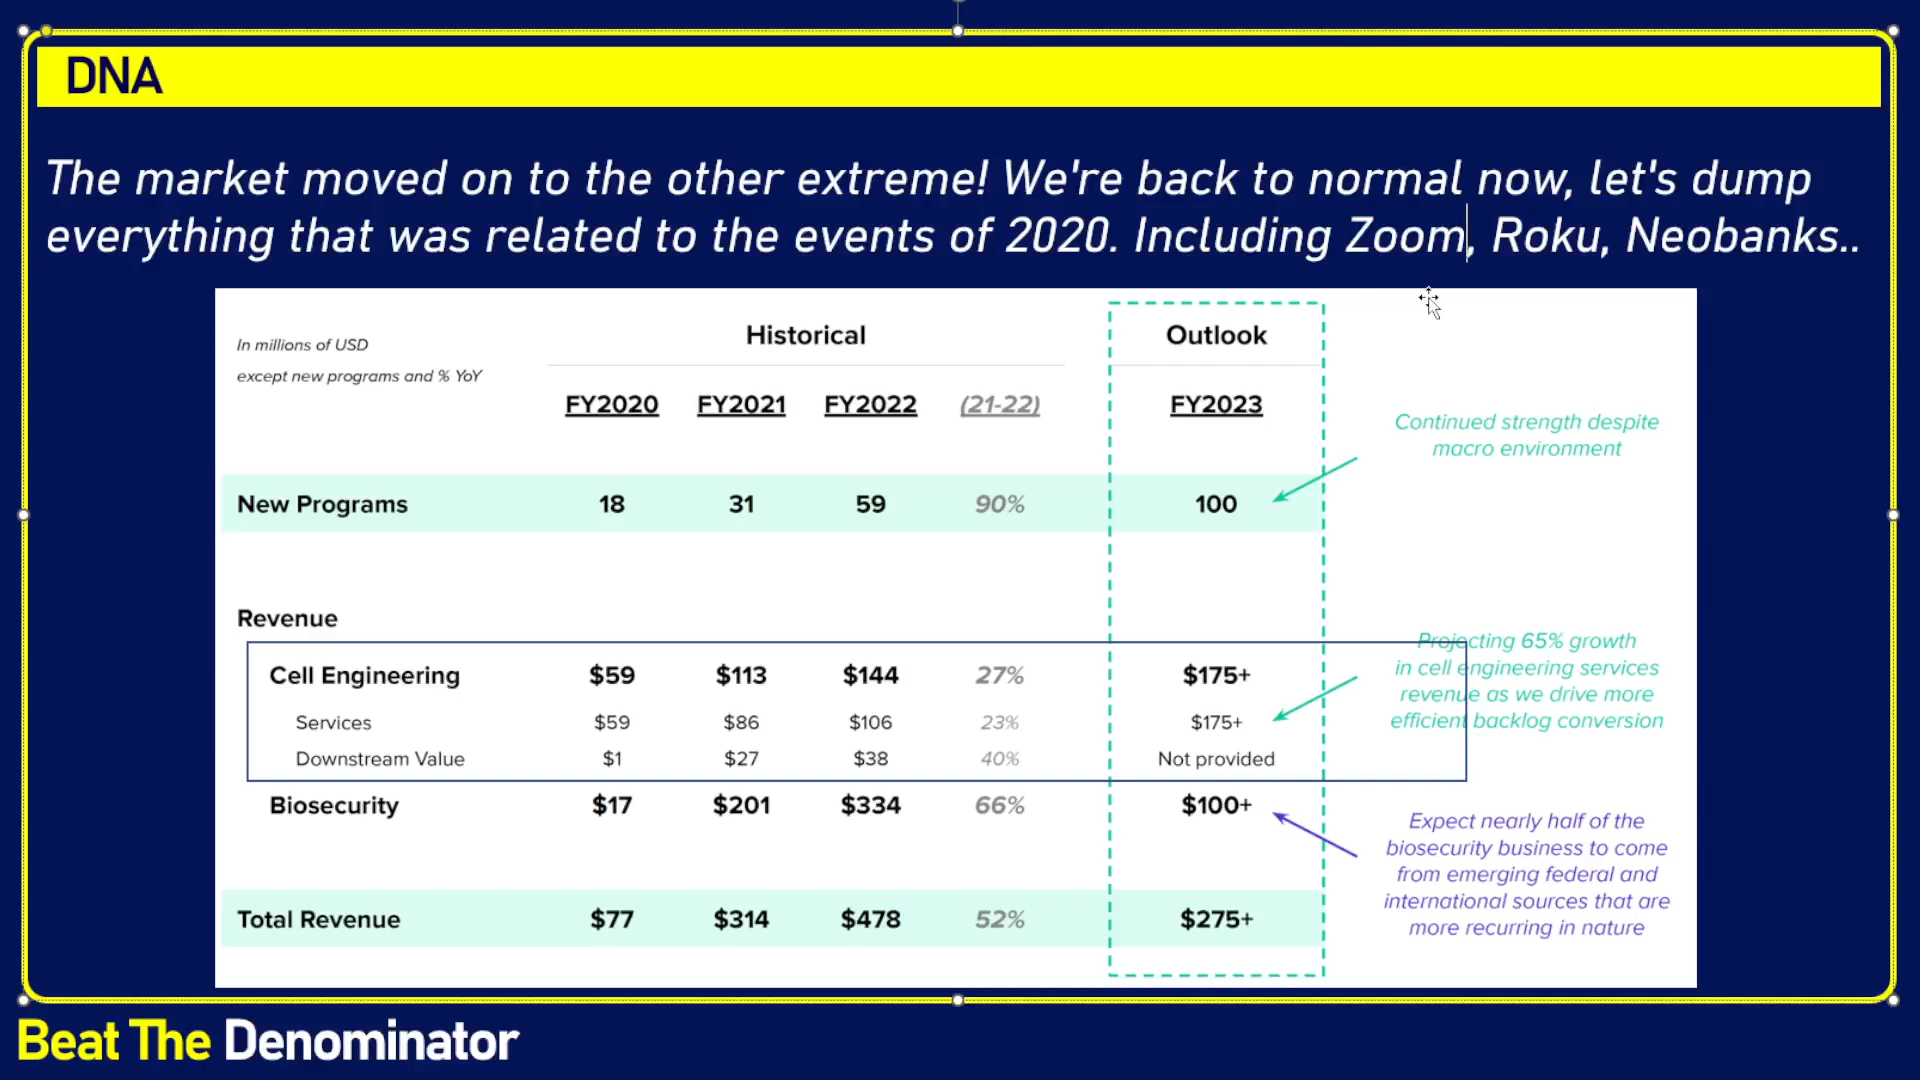 DNA
The market moved on to the other extreme! We're back to normal now, let's dump
everything that was related to the events of 2020. Including Zoom, Roku, Neobanks..
In millions of USD
except new programs and % YoY
Historical
Outlook
FY2020 FY2021 FY2022 (21-22) FY2023
Continued strength despite
macro environment
New Programs 18 31 59 90% 100
Revenue
Projecting 65% growth
in cell engineering services
revenue as we drive more
efficient backlog conversion
Cell Engineering $59 $113 $144 27% $175+
Services $59 $86 $106 23% $175+
Downstream Value $1 $27 $38 40% Not provided
Biosecurity $17 $201 $334 66% $100+
Expect nearly half of the
biosecurity business to come
from emerging federal and
international sources that are
more recurring in nature
Total Revenue $77 $314 $478 52% $275+
Beat The Denominator